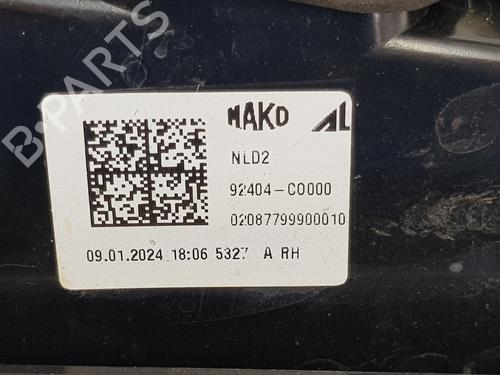 B-PARTS
MAKO AL
NLD2
92404-C0000
02087799900010
09.01.2024 18:06 5327 A RH